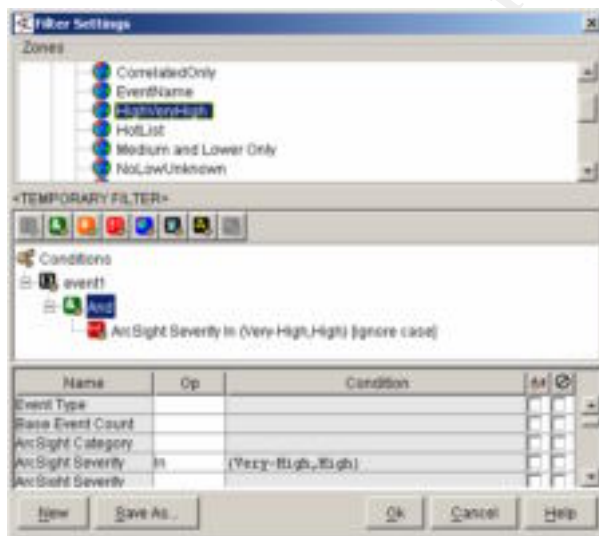 Filter Settings
Zones
CorrelatedOnly
EventName
HighVeryHigh
HotList
Medium and Lower Only
NoLowUnknown
<TEMPORARY FILTER>
Conditions
event1
And
ArcSight Severity In (Very-High,High) [ignore case]
Name Op Condition
Event Type
Base Event Count
ArcSight Category
ArcSight Severity In (Very-High,High)
ArcSight Severity
New Save As... Ok Cancel Help